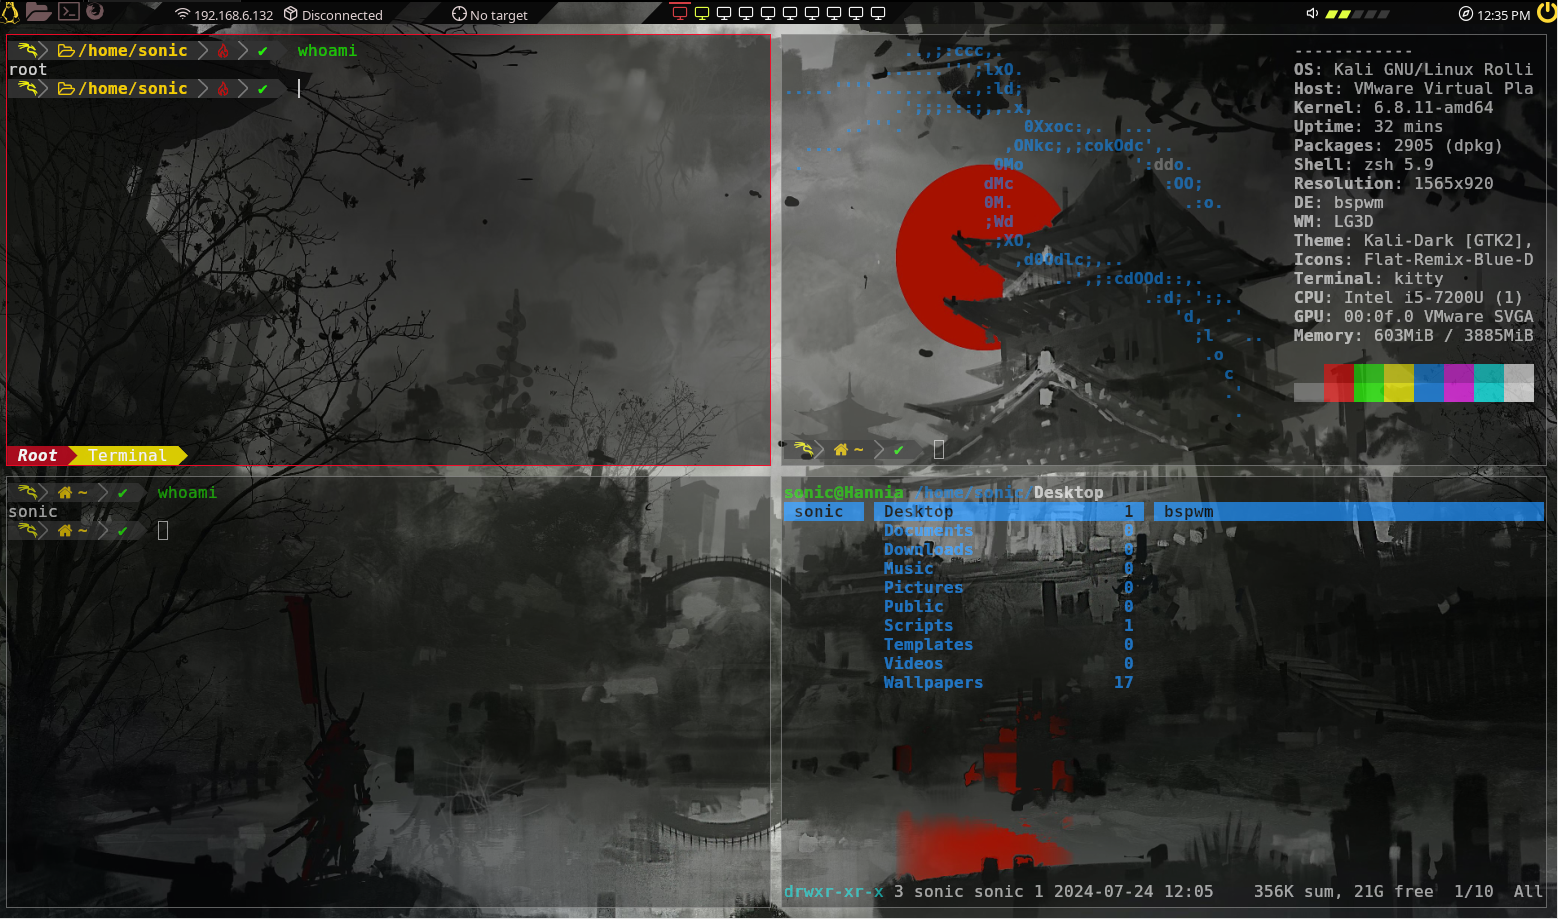 192.168.6.132 Disconnected No target 12:35 PM
/home/sonic ✔ whoami
root
/home/sonic ✔
Root Terminal
------------
OS: Kali GNU/Linux Rolli
Host: VMware Virtual Pla
Kernel: 6.8.11-amd64
Uptime: 32 mins
Packages: 2905 (dpkg)
Shell: zsh 5.9
Resolution: 1565x920
DE: bspwm
WM: LG3D
Theme: Kali-Dark [GTK2],
Icons: Flat-Remix-Blue-D
Terminal: kitty
CPU: Intel i5-7200U (1)
GPU: 00:0f.0 VMware SVGA
Memory: 603MiB / 3885MiB
~ ✔
~ ✔ whoami
sonic
~ ✔
sonic@Hannia /home/sonic/Desktop
sonic Desktop 1 bspwm
Documents 0
Downloads 0
Music 0
Pictures 0
Public 0
Scripts 1
Templates 0
Videos 0
Wallpapers 17
drwxr-xr-x 3 sonic sonic 1 2024-07-24 12:05 356K sum, 21G free 1/10 All